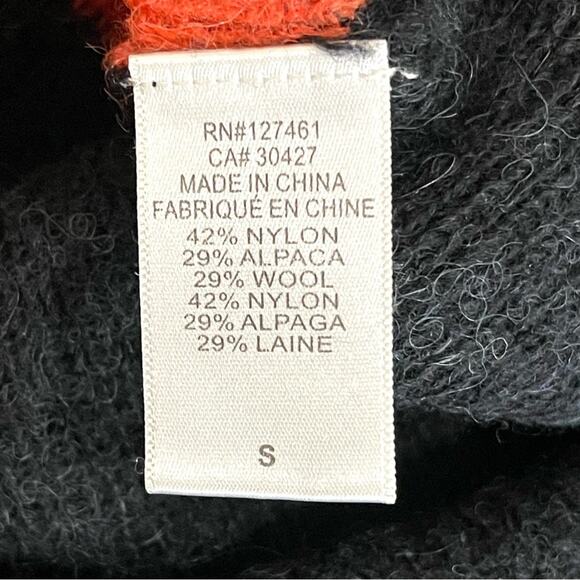 RN#127461
CA# 30427
MADE IN CHINA
FABRIQUÉ EN CHINE
42% NYLON
29% ALPACA
29% WOOL
42% NYLON
29% ALPAGA
29% LAINE
S